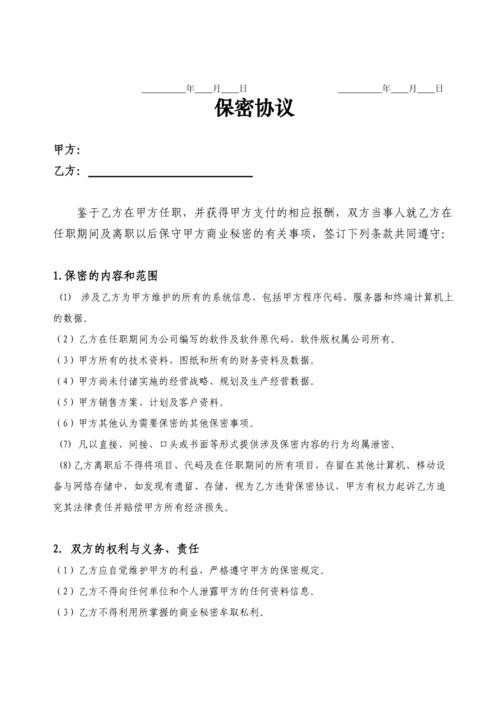 __________年____月____日 __________年____月____日
保密协议
甲方：
乙方：
鉴于乙方在甲方任职，并获得甲方支付的相应报酬，双方当事人就乙方在
任职期间及离职以后保守甲方商业秘密的有关事项，签订下列条款共同遵守：
1.保密的内容和范围
（1） 涉及乙方为甲方维护的所有的系统信息，包括甲方程序代码、服务器和终端计算机上
的数据。
（2）乙方在任职期间为公司编写的软件及软件原代码、软件版权属公司所有。
（3）甲方所有的技术资料、图纸和所有的财务资料及数据。
（4）甲方尚未付诸实施的经营战略、规划及生产经营数据。
（5）甲方销售方案、计划及客户资料。
（6）甲方其他认为需要保密的其他保密事项。
（7）凡以直接、间接、口头或书面等形式提供涉及保密内容的行为均属泄密。
（8）乙方离职后不得将项目、代码及在任职期间的所有项目，存留在其他计算机、移动设
备与网络存储中，如发现有遗留、存储，视为乙方违背保密协议，甲方有权力起诉乙方追
究其法律责任并赔偿甲方所有经济损失。
2. 双方的权利与义务、责任
（1）乙方应自觉维护甲方的利益，严格遵守甲方的保密规定。
（2）乙方不得向任何单位和个人泄露甲方的任何资料信息。
（3）乙方不得利用所掌握的商业秘密牟取私利。